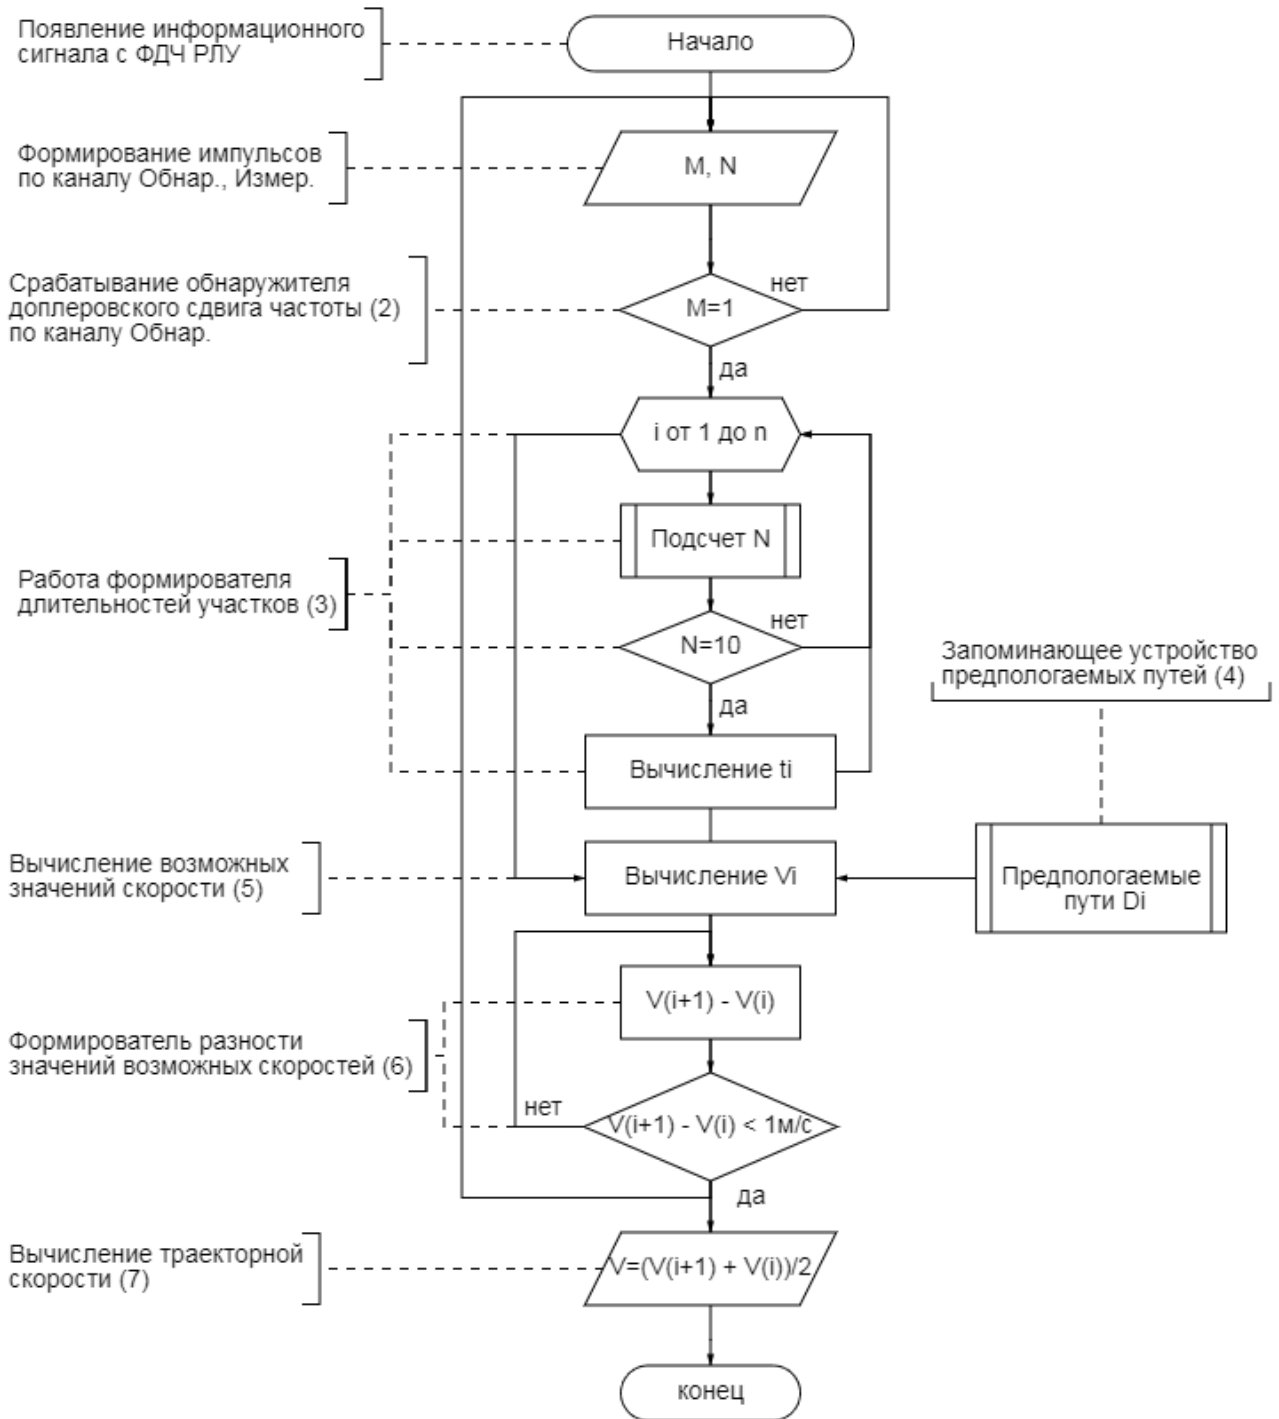 Появление информационного
сигнала с ФДЧ РЛУ
Начало
Формирование импульсов
по каналу Обнар., Измер.
M, N
Срабатывание обнаружителя
доплеровского сдвига частоты (2)
по каналу Обнар.
M=1
нет
да
i от 1 до n
Подсчет N
Работа формирователя
длительностей участков (3)
N=10
нет
да
Запоминающее устройство
предпологаемых путей (4)
Вычисление ti
Вычисление возможных
значений скорости (5)
Вычисление Vi
Предпологаемые
пути Di
V(i+1) - V(i)
Формирователь разности
значений возможных скоростей (6)
нет
V(i+1) - V(i) < 1м/с
да
Вычисление траекторной
скорости (7)
V=(V(i+1) + V(i))/2
конец